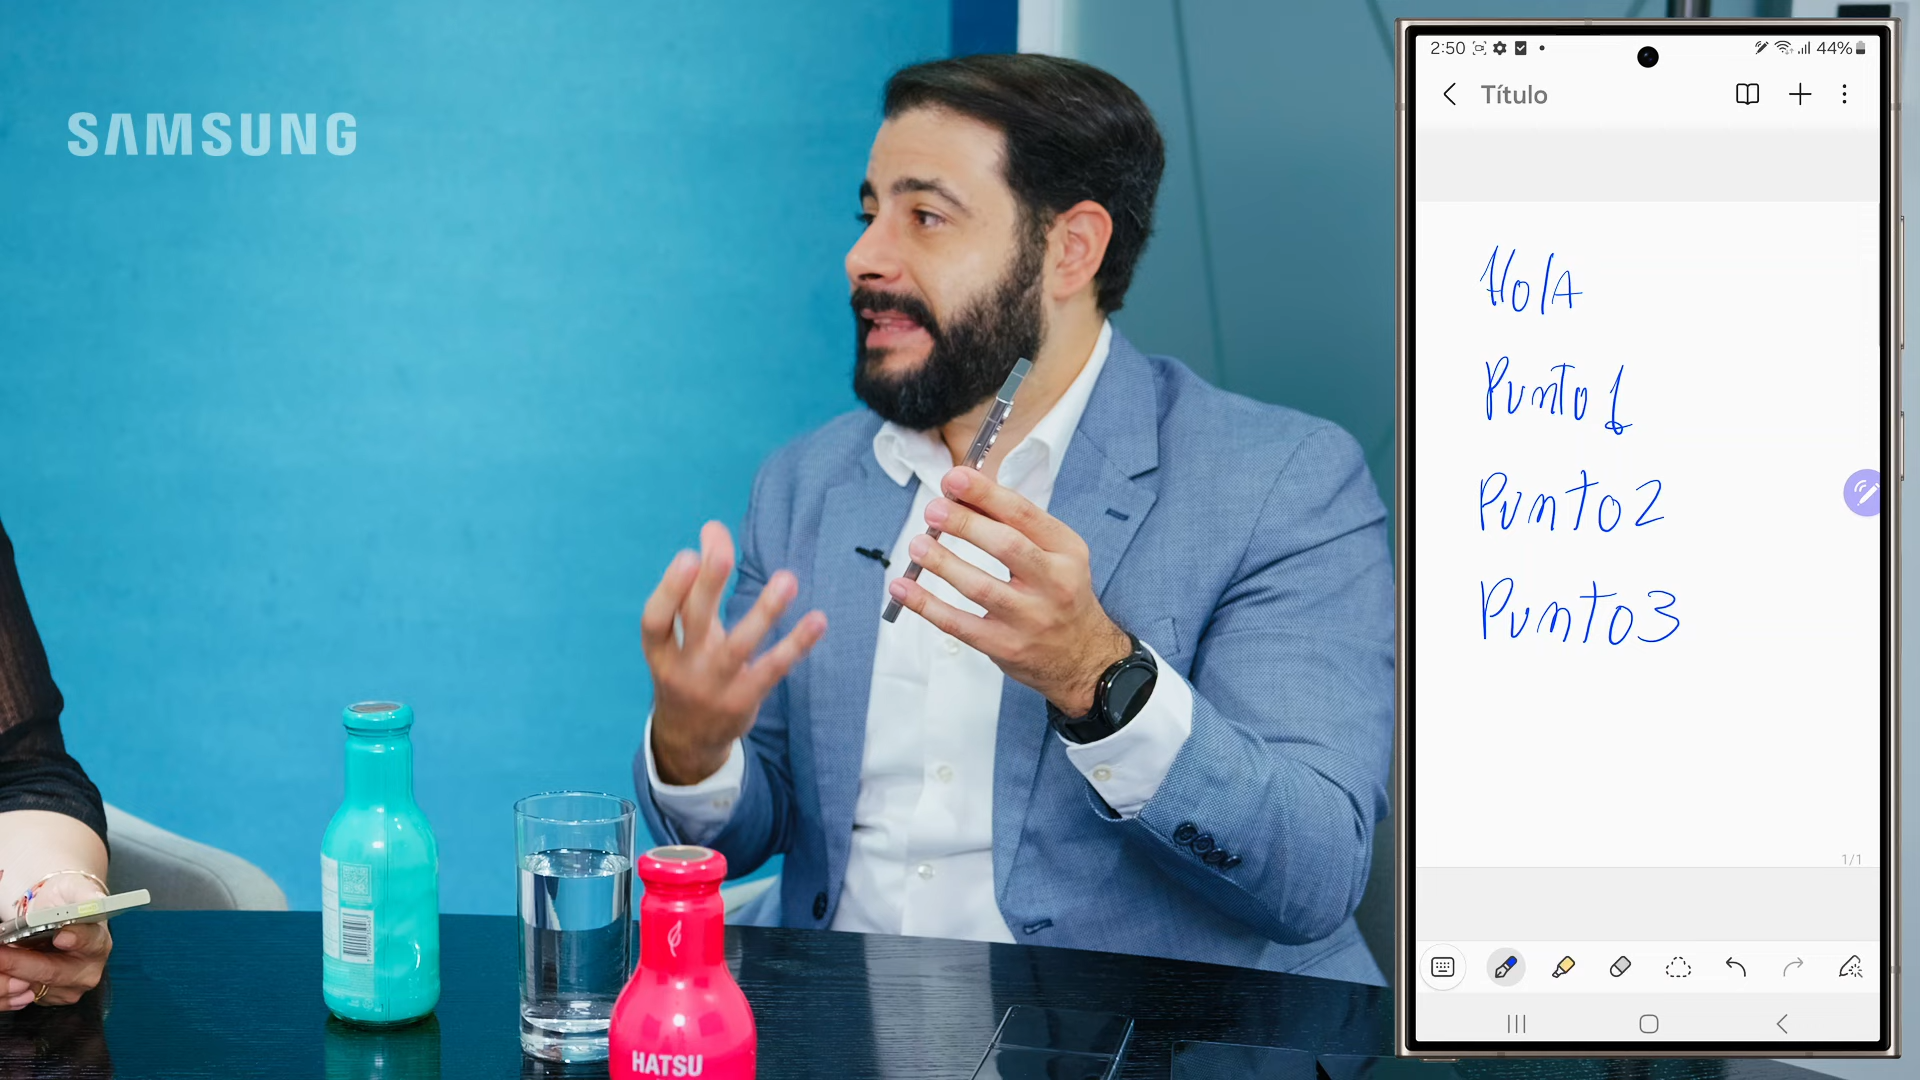 SAMSUNG
2:50 44%
Título
HolA
Punto 1
Punto 2
Punto 3
1/1
HATSU